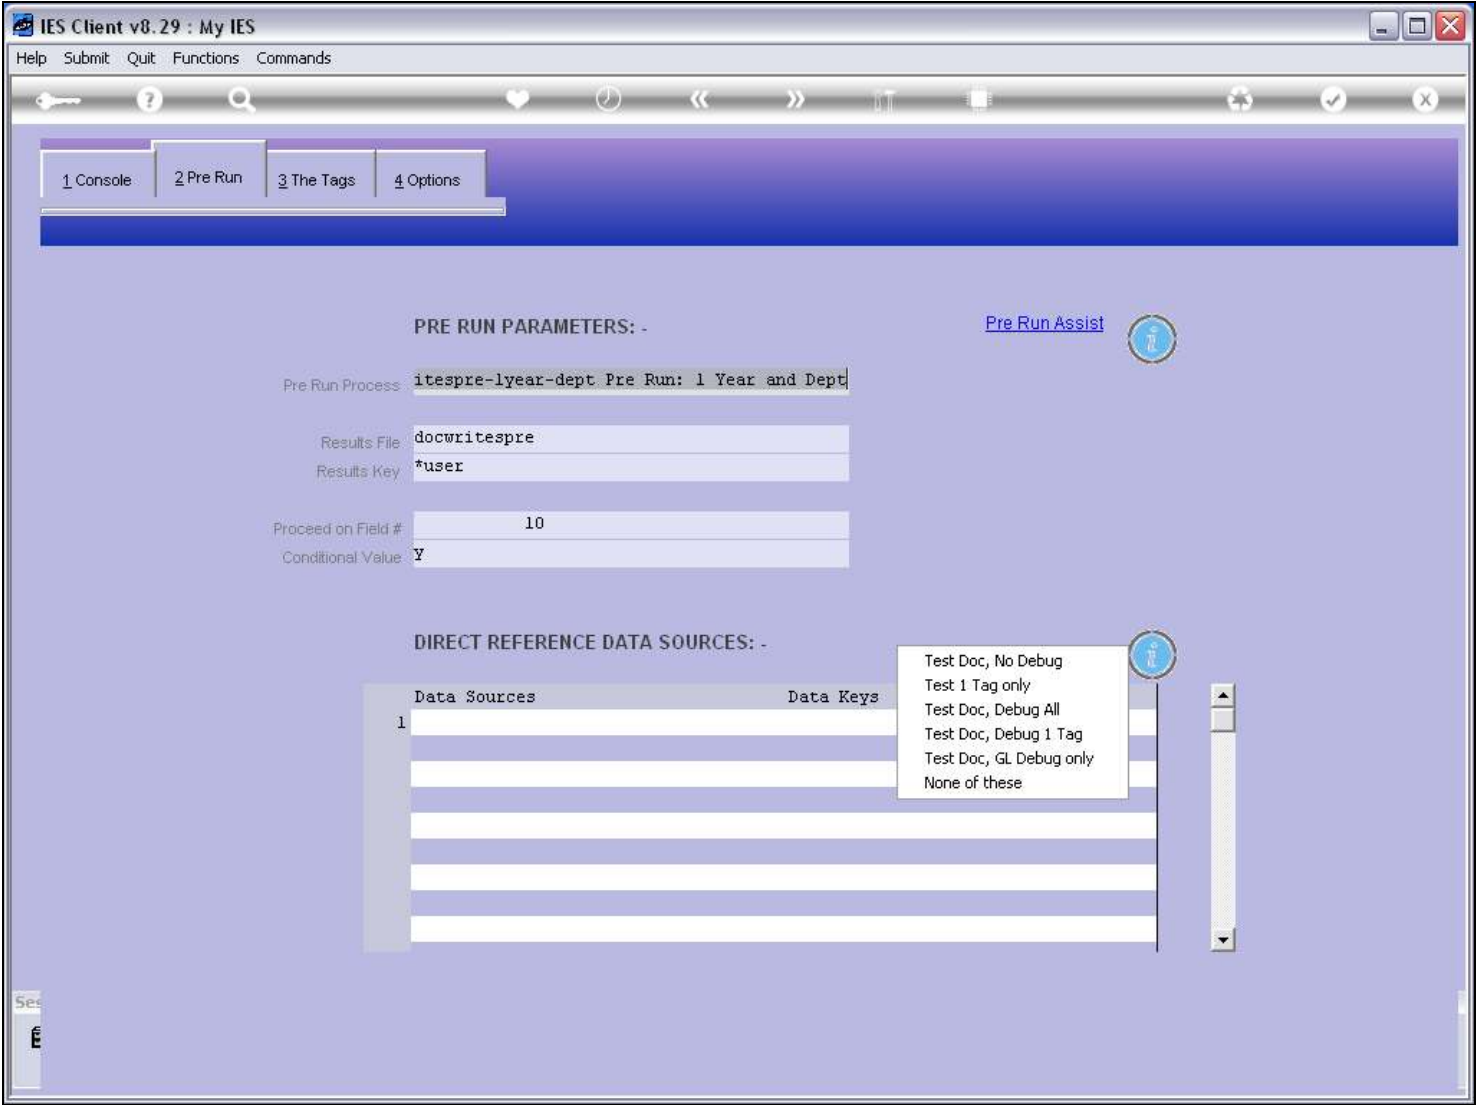 IES Client v8.29 : My IES
Help Submit Quit Functions Commands
1 Console 2 Pre Run 3 The Tags 4 Options
PRE RUN PARAMETERS: -
Pre Run Assist
Pre Run Process itespre-1year-dept Pre Run: 1 Year and Dept
Results File docwritespre
Results Key *user
Proceed on Field # 10
Conditional Value Y
DIRECT REFERENCE DATA SOURCES: -
Test Doc, No Debug
Test 1 Tag only
Test Doc, Debug All
Test Doc, Debug 1 Tag
Test Doc, GL Debug only
None of these
Data Sources Data Keys
1
Ses